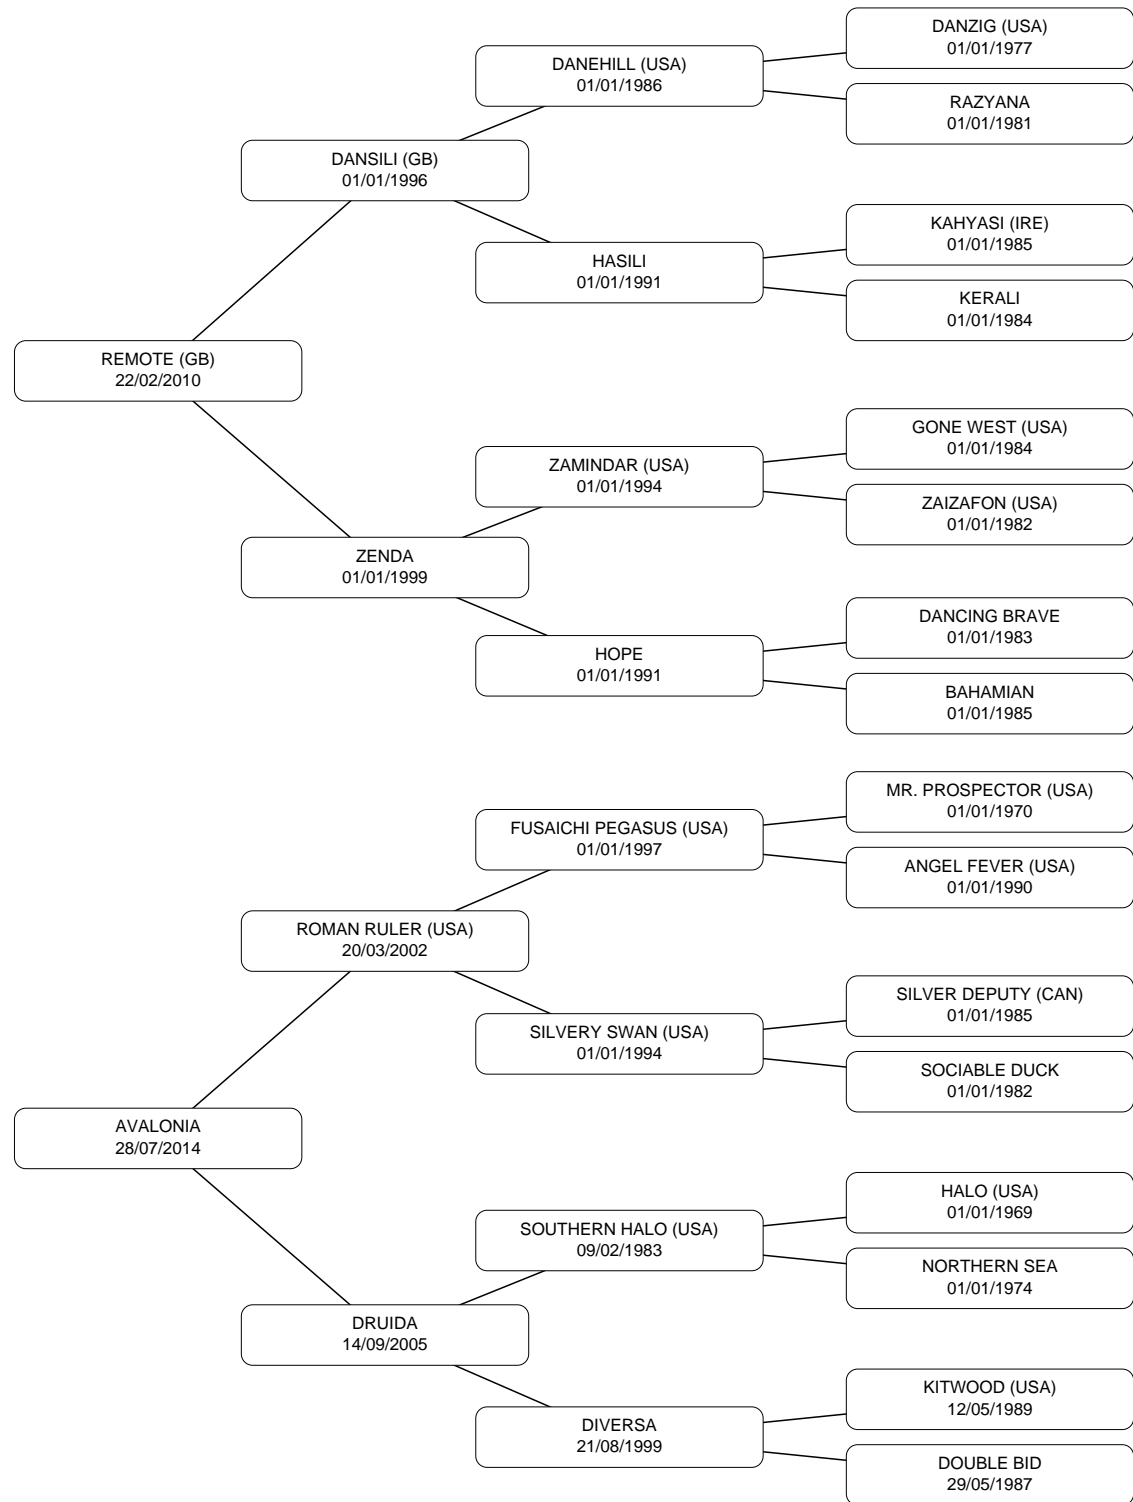 DANZIG (USA)
01/01/1977
DANEHILL (USA)
01/01/1986
RAZYANA
01/01/1981
DANSILI (GB)
01/01/1996
KAHYASI (IRE)
01/01/1985
HASILI
01/01/1991
KERALI
01/01/1984
REMOTE (GB)
22/02/2010
GONE WEST (USA)
01/01/1984
ZAMINDAR (USA)
01/01/1994
ZAIZAFON (USA)
01/01/1982
ZENDA
01/01/1999
DANCING BRAVE
01/01/1983
HOPE
01/01/1991
BAHAMIAN
01/01/1985
MR. PROSPECTOR (USA)
01/01/1970
FUSAICHI PEGASUS (USA)
01/01/1997
ANGEL FEVER (USA)
01/01/1990
ROMAN RULER (USA)
20/03/2002
SILVER DEPUTY (CAN)
01/01/1985
SILVERY SWAN (USA)
01/01/1994
SOCIABLE DUCK
01/01/1982
AVALONIA
28/07/2014
HALO (USA)
01/01/1969
SOUTHERN HALO (USA)
09/02/1983
NORTHERN SEA
01/01/1974
DRUIDA
14/09/2005
KITWOOD (USA)
12/05/1989
DIVERSA
21/08/1999
DOUBLE BID
29/05/1987